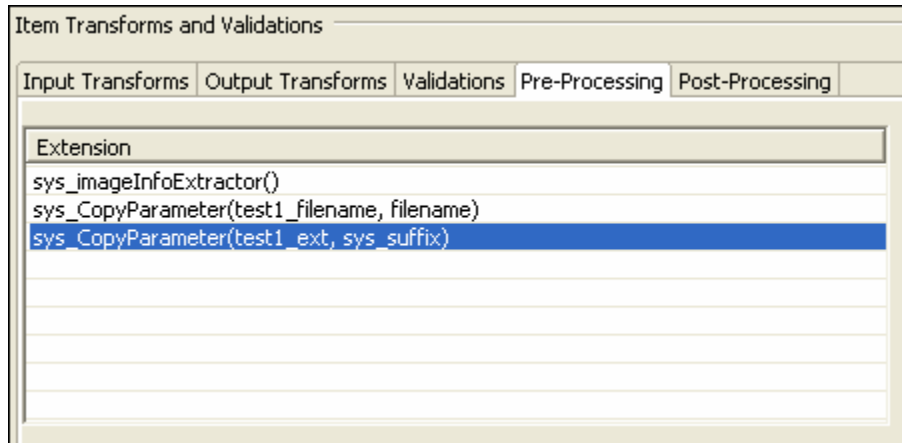 Item Transforms and Validations
Input Transforms Output Transforms Validations Pre-Processing Post-Processing
Extension
sys_imageInfoExtractor()
sys_CopyParameter(test1_filename, filename)
sys_CopyParameter(test1_ext, sys_suffix)